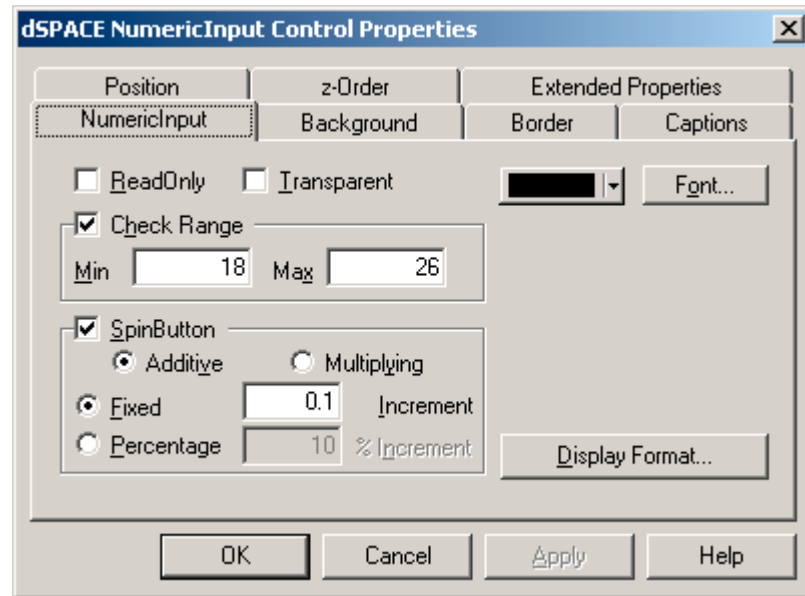 dSPACE NumericInput Control Properties
Position z-Order Extended Properties
NumericInput Background Border Captions
ReadOnly Transparent Font...
Check Range
Min 18 Max 26
SpinButton
Additive Multiplying
Fixed 0.1 Increment
Percentage 10 % Increment
Display Format...
OK Cancel Apply Help